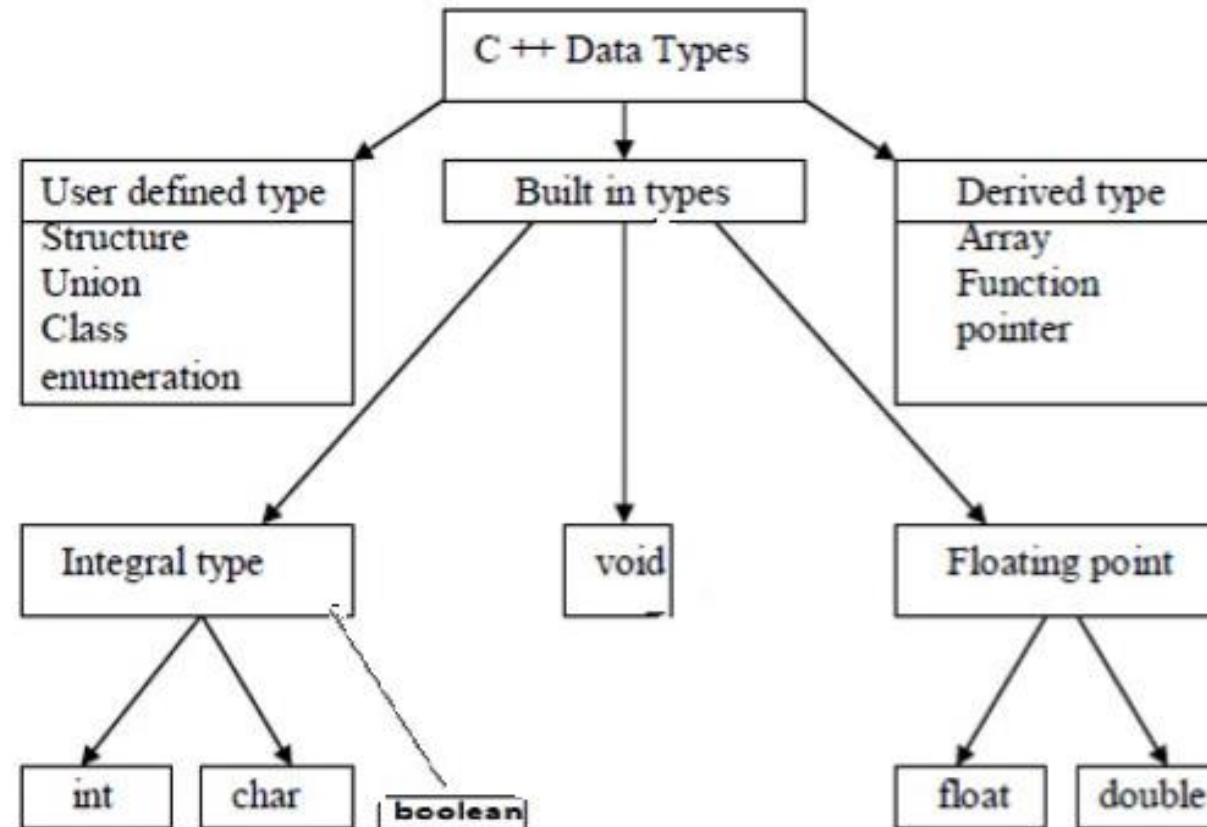 C ++ Data Types
User defined type
Structure
Union
Class
enumeration
Built in types
Derived type
Array
Function
pointer
Integral type
void
Floating point
int
char
boolean
float
double